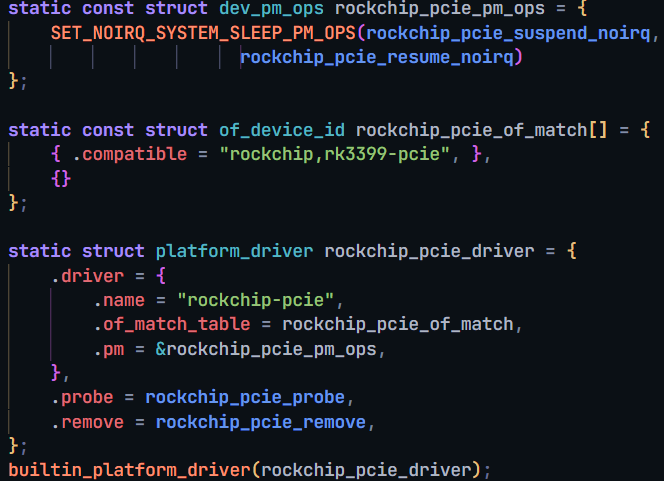 static const struct dev_pm_ops rockchip_pcie_pm_ops = {
    SET_NOIRQ_SYSTEM_SLEEP_PM_OPS(rockchip_pcie_suspend_noirq,
                      rockchip_pcie_resume_noirq)
};

static const struct of_device_id rockchip_pcie_of_match[] = {
    { .compatible = "rockchip,rk3399-pcie", },
    {}
};

static struct platform_driver rockchip_pcie_driver = {
    .driver = {
        .name = "rockchip-pcie",
        .of_match_table = rockchip_pcie_of_match,
        .pm = &rockchip_pcie_pm_ops,
    },
    .probe = rockchip_pcie_probe,
    .remove = rockchip_pcie_remove,
};
builtin_platform_driver(rockchip_pcie_driver);